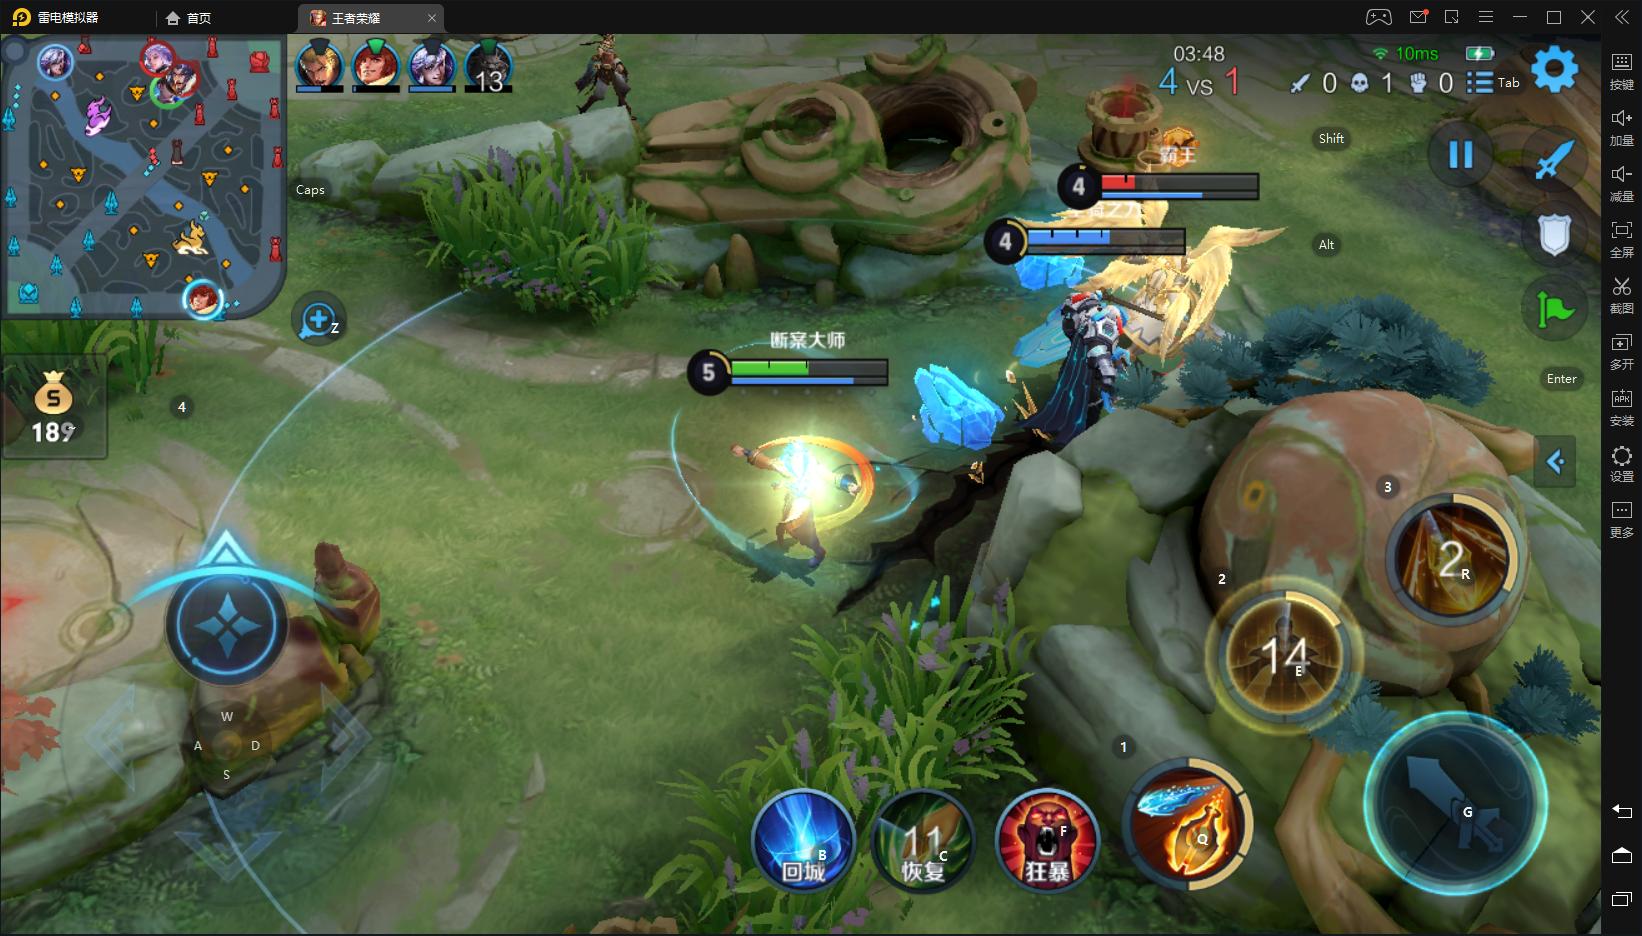 雷电模拟器
首页
王者荣耀
13
03:48
10ms
4 VS 1
0
1
0
Tab
按键
加量
减量
全屏
截图
多开
安装
设置
更多
Shift
Caps
霸王
4
4
Alt
Z
断案大师
5
Enter
S
4
3
2
R
2
14
E
W
A
D
S
1
G
回城
B
11
恢复
C
狂暴
F
Q